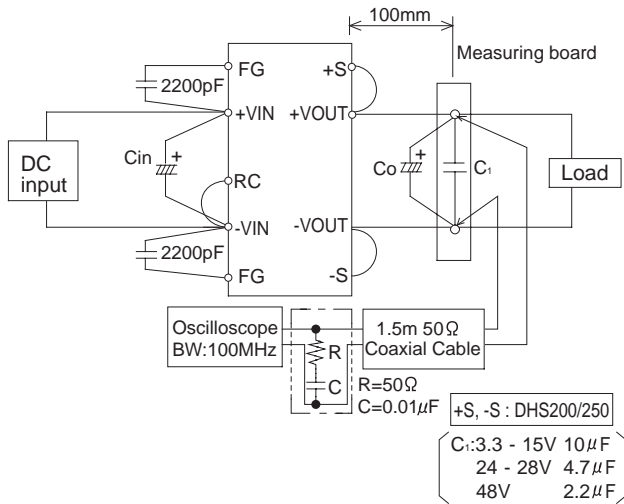 100mm
Measuring board
FG
+S
2200pF
+VIN
+VOUT
DC
input
Cin
+
RC
Co
+
C₁
Load
-VIN
-VOUT
2200pF
FG
-S
Oscilloscope
BW:100MHz
R
C
1.5m 50Ω
Coaxial Cable
R=50Ω
C=0.01μF
+S, -S : DHS200/250
C₁:3.3 - 15V 10μF
24 - 28V 4.7μF
48V 2.2μF